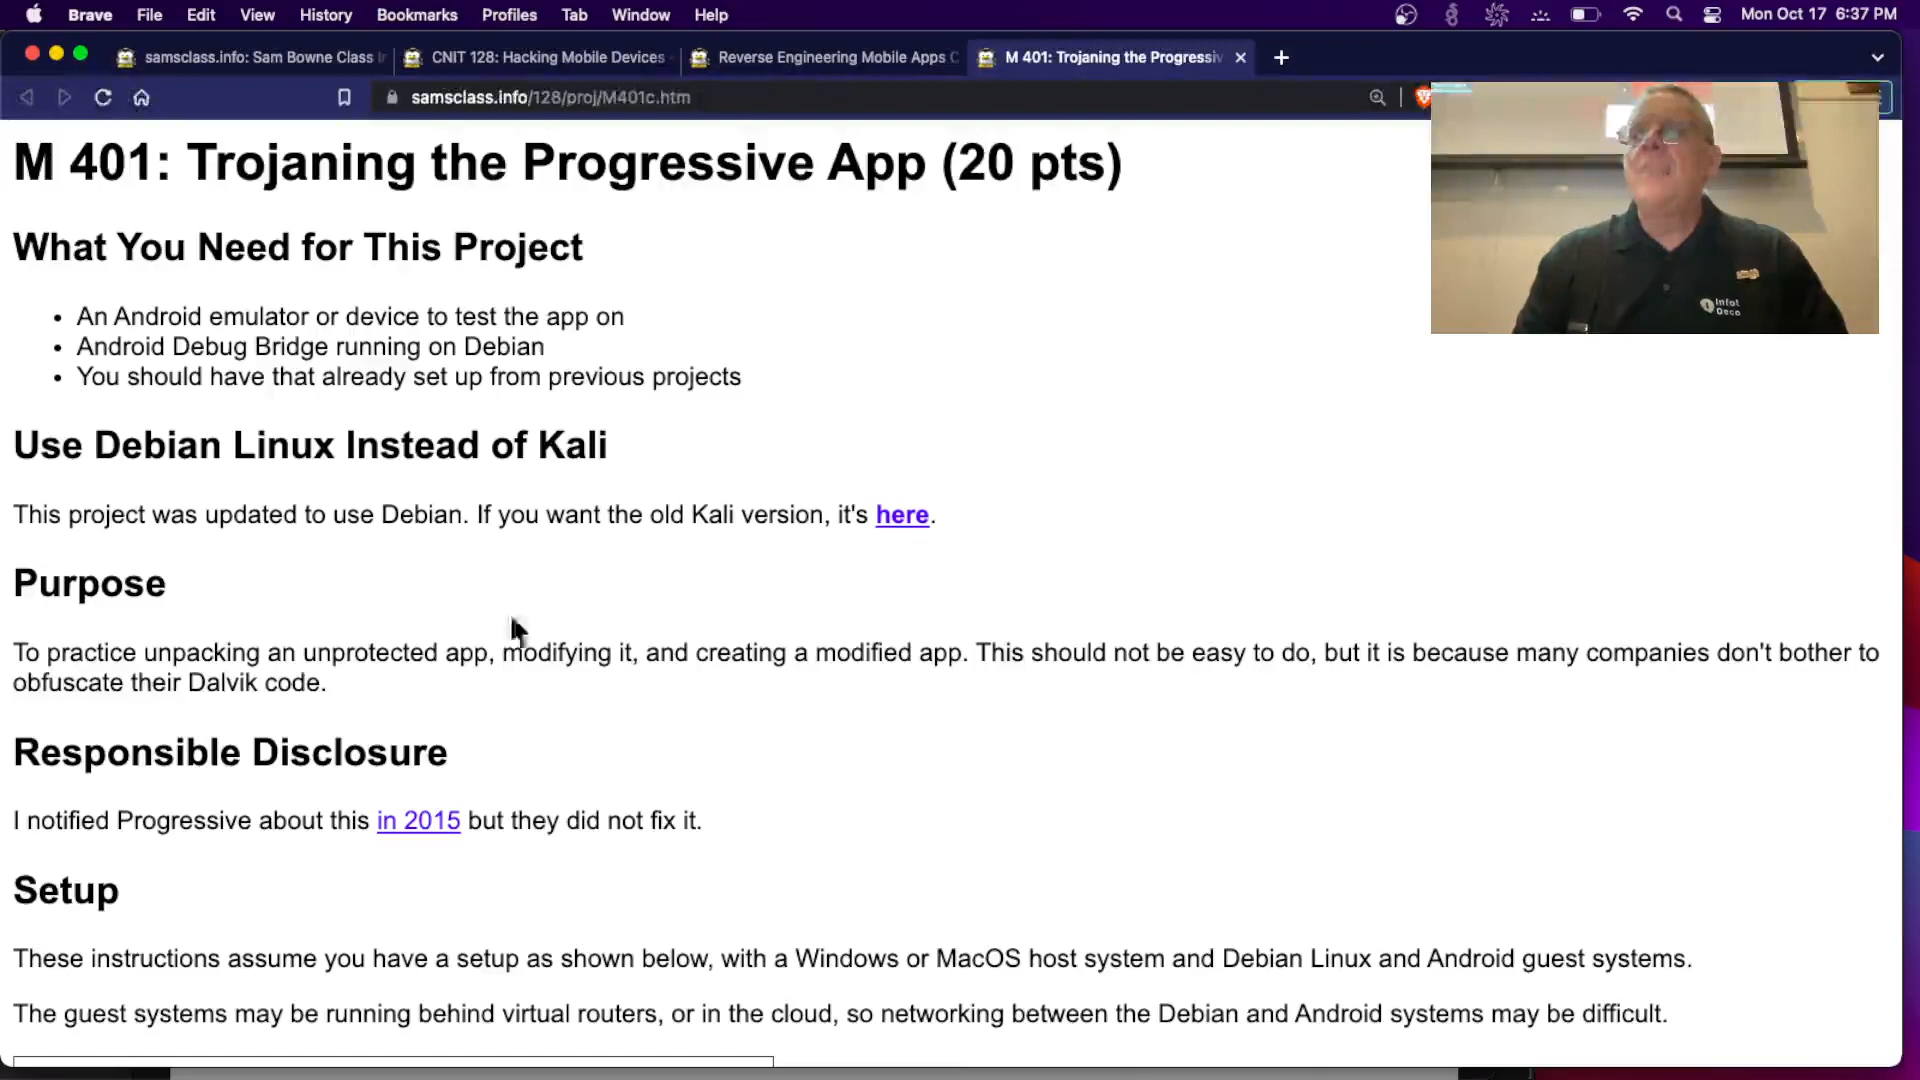 Brave File Edit View History Bookmarks Profiles Tab Window Help Mon Oct 17 6:37 PM
samsclass.info: Sam Bowne Class I
CNIT 128: Hacking Mobile Devices -
Reverse Engineering Mobile Apps C
M 401: Trojaning the Progressiv
samsclass.info/128/proj/M401c.htm
M 401: Trojaning the Progressive App (20 pts)
What You Need for This Project
• An Android emulator or device to test the app on
• Android Debug Bridge running on Debian
• You should have that already set up from previous projects
Use Debian Linux Instead of Kali
This project was updated to use Debian. If you want the old Kali version, it's here.
Purpose
To practice unpacking an unprotected app, modifying it, and creating a modified app. This should not be easy to do, but it is because many companies don't bother to
obfuscate their Dalvik code.
Responsible Disclosure
I notified Progressive about this in 2015 but they did not fix it.
Setup
These instructions assume you have a setup as shown below, with a Windows or MacOS host system and Debian Linux and Android guest systems.
The guest systems may be running behind virtual routers, or in the cloud, so networking between the Debian and Android systems may be difficult.